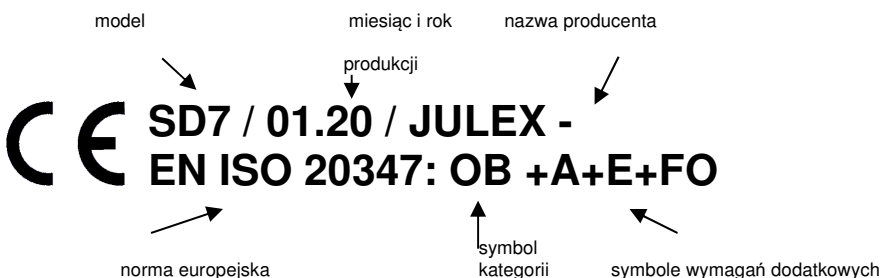 model miesiąc i rok nazwa producenta
produkcji
CE SD7 / 01.20 / JULEX -
EN ISO 20347: OB +A+E+FO
symbol
norma europejska kategorii symbole wymagań dodatkowych